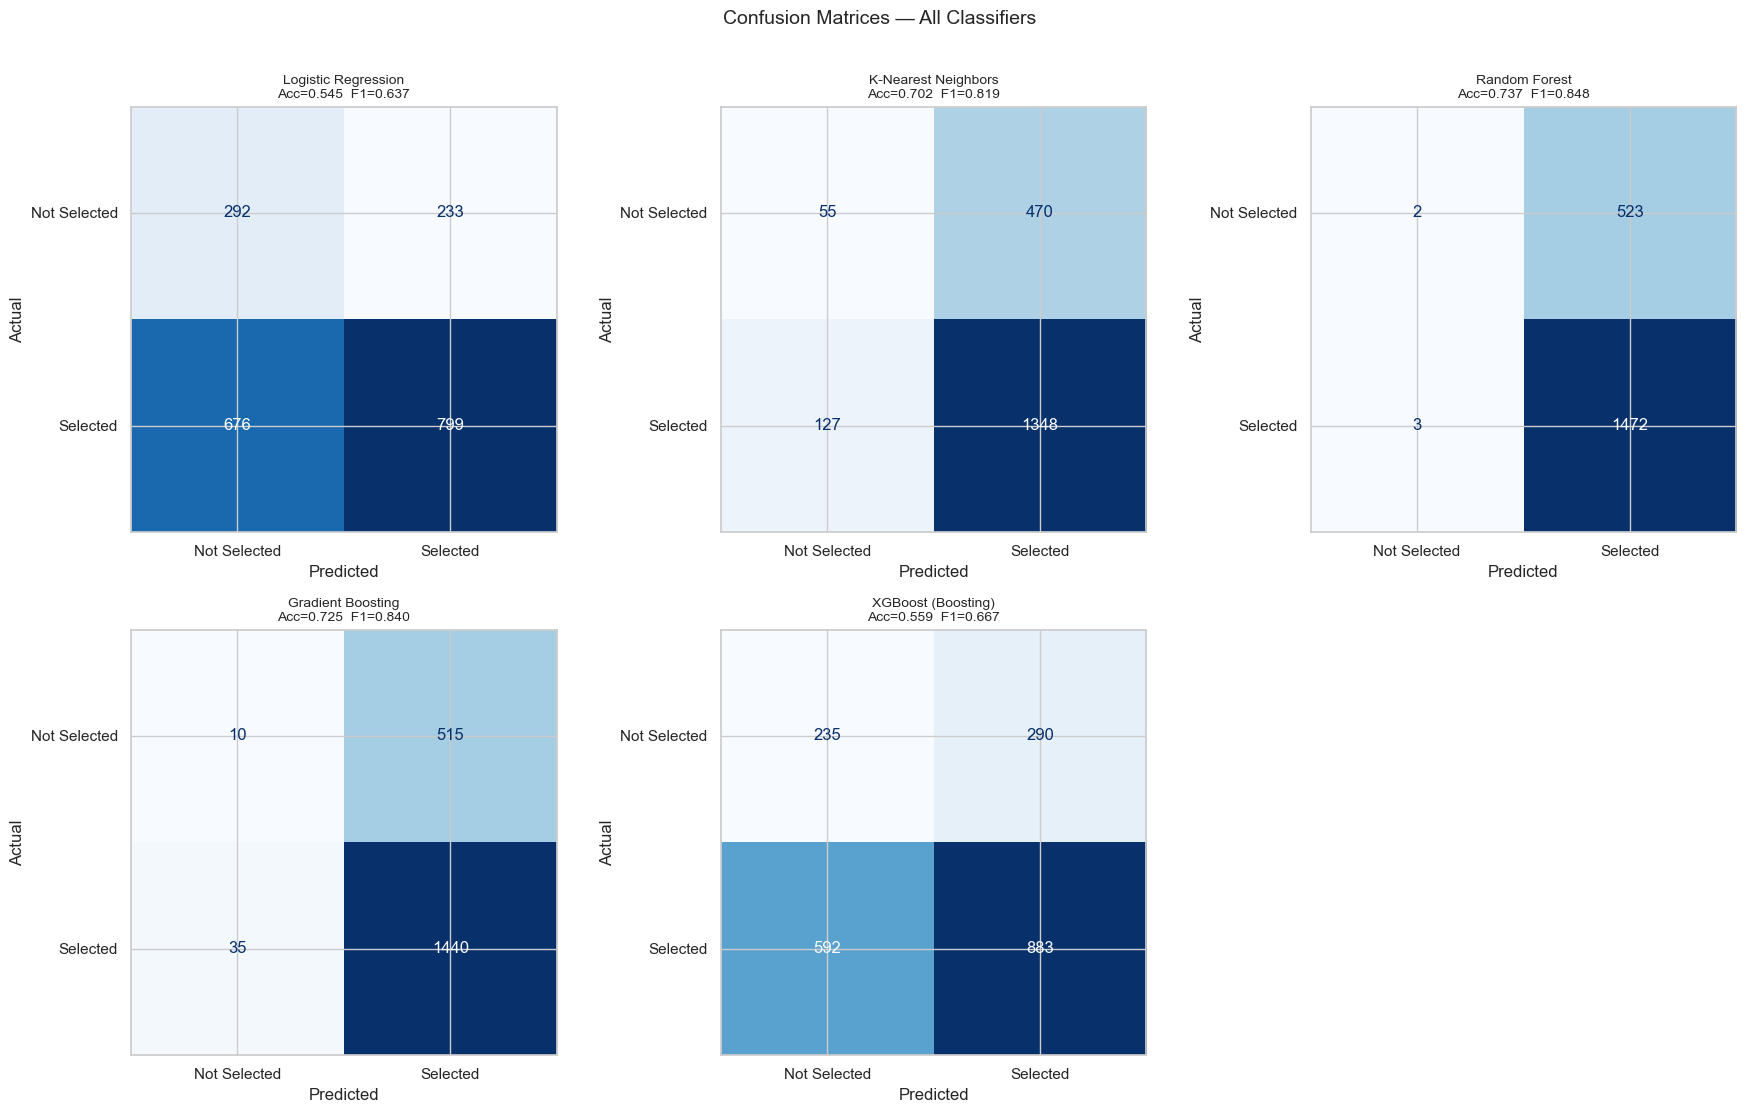 Confusion Matrices — All Classifiers
Logistic Regression
Acc=0.545  F1=0.637
Not Selected
292
233
Actual
Selected
676
799
Not Selected
Selected
Predicted
K-Nearest Neighbors
Acc=0.702  F1=0.819
Not Selected
55
470
Actual
Selected
127
1348
Not Selected
Selected
Predicted
Random Forest
Acc=0.737  F1=0.848
Not Selected
2
523
Actual
Selected
3
1472
Not Selected
Selected
Predicted
Gradient Boosting
Acc=0.725  F1=0.840
Not Selected
10
515
Actual
Selected
35
1440
Not Selected
Selected
Predicted
XGBoost (Boosting)
Acc=0.559  F1=0.667
Not Selected
235
290
Actual
Selected
592
883
Not Selected
Selected
Predicted